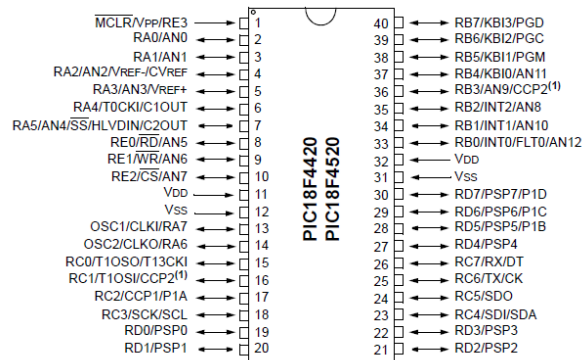 MCLR/VPP/RE3 1 40 RB7/KBI3/PGD
RA0/AN0 2 39 RB6/KBI2/PGC
RA1/AN1 3 38 RB5/KBI1/PGM
RA2/AN2/VREF-/CVREF 4 37 RB4/KBI0/AN11
RA3/AN3/VREF+ 5 36 RB3/AN9/CCP2(1)
RA4/T0CKI/C1OUT 6 35 RB2/INT2/AN8
RA5/AN4/SS/HLVDIN/C2OUT 7 34 RB1/INT1/AN10
RE0/RD/AN5 8 33 RB0/INT0/FLT0/AN12
RE1/WR/AN6 9 32 VDD
RE2/CS/AN7 10 31 VSS
VDD 11 30 RD7/PSP7/P1D
VSS 12 29 RD6/PSP6/P1C
OSC1/CLKI/RA7 13 28 RD5/PSP5/P1B
OSC2/CLKO/RA6 14 27 RD4/PSP4
RC0/T1OSO/T13CKI 15 26 RC7/RX/DT
RC1/T1OSI/CCP2(1) 16 25 RC6/TX/CK
RC2/CCP1/P1A 17 24 RC5/SDO
RC3/SCK/SCL 18 23 RC4/SDI/SDA
RD0/PSP0 19 22 RD3/PSP3
RD1/PSP1 20 21 RD2/PSP2
PIC18F4420
PIC18F4520